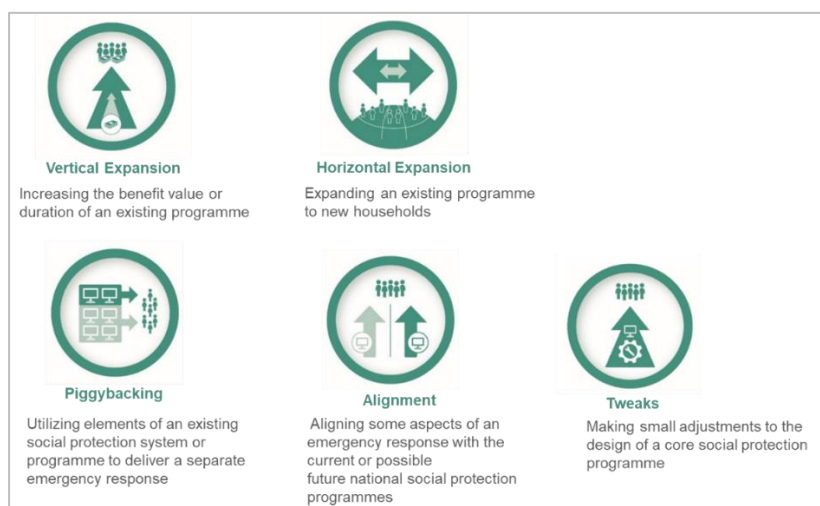 Vertical Expansion
Increasing the benefit value or
duration of an existing programme
Horizontal Expansion
Expanding an existing programme
to new households
Piggybacking
Utilizing elements of an existing
social protection system or
programme to deliver a separate
emergency response
Alignment
Aligning some aspects of an
emergency response with the
current or possible
future national social protection
programmes
Tweaks
Making small adjustments to the
design of a core social protection
programme